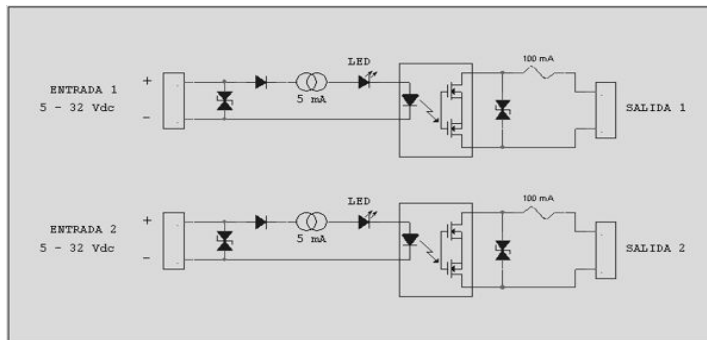 100 mA
LED
+
ENTRADA 1
5 - 32 Vdc
5 mA
SALIDA 1
-
100 mA
LED
+
ENTRADA 2
5 - 32 Vdc
5 mA
SALIDA 2
-